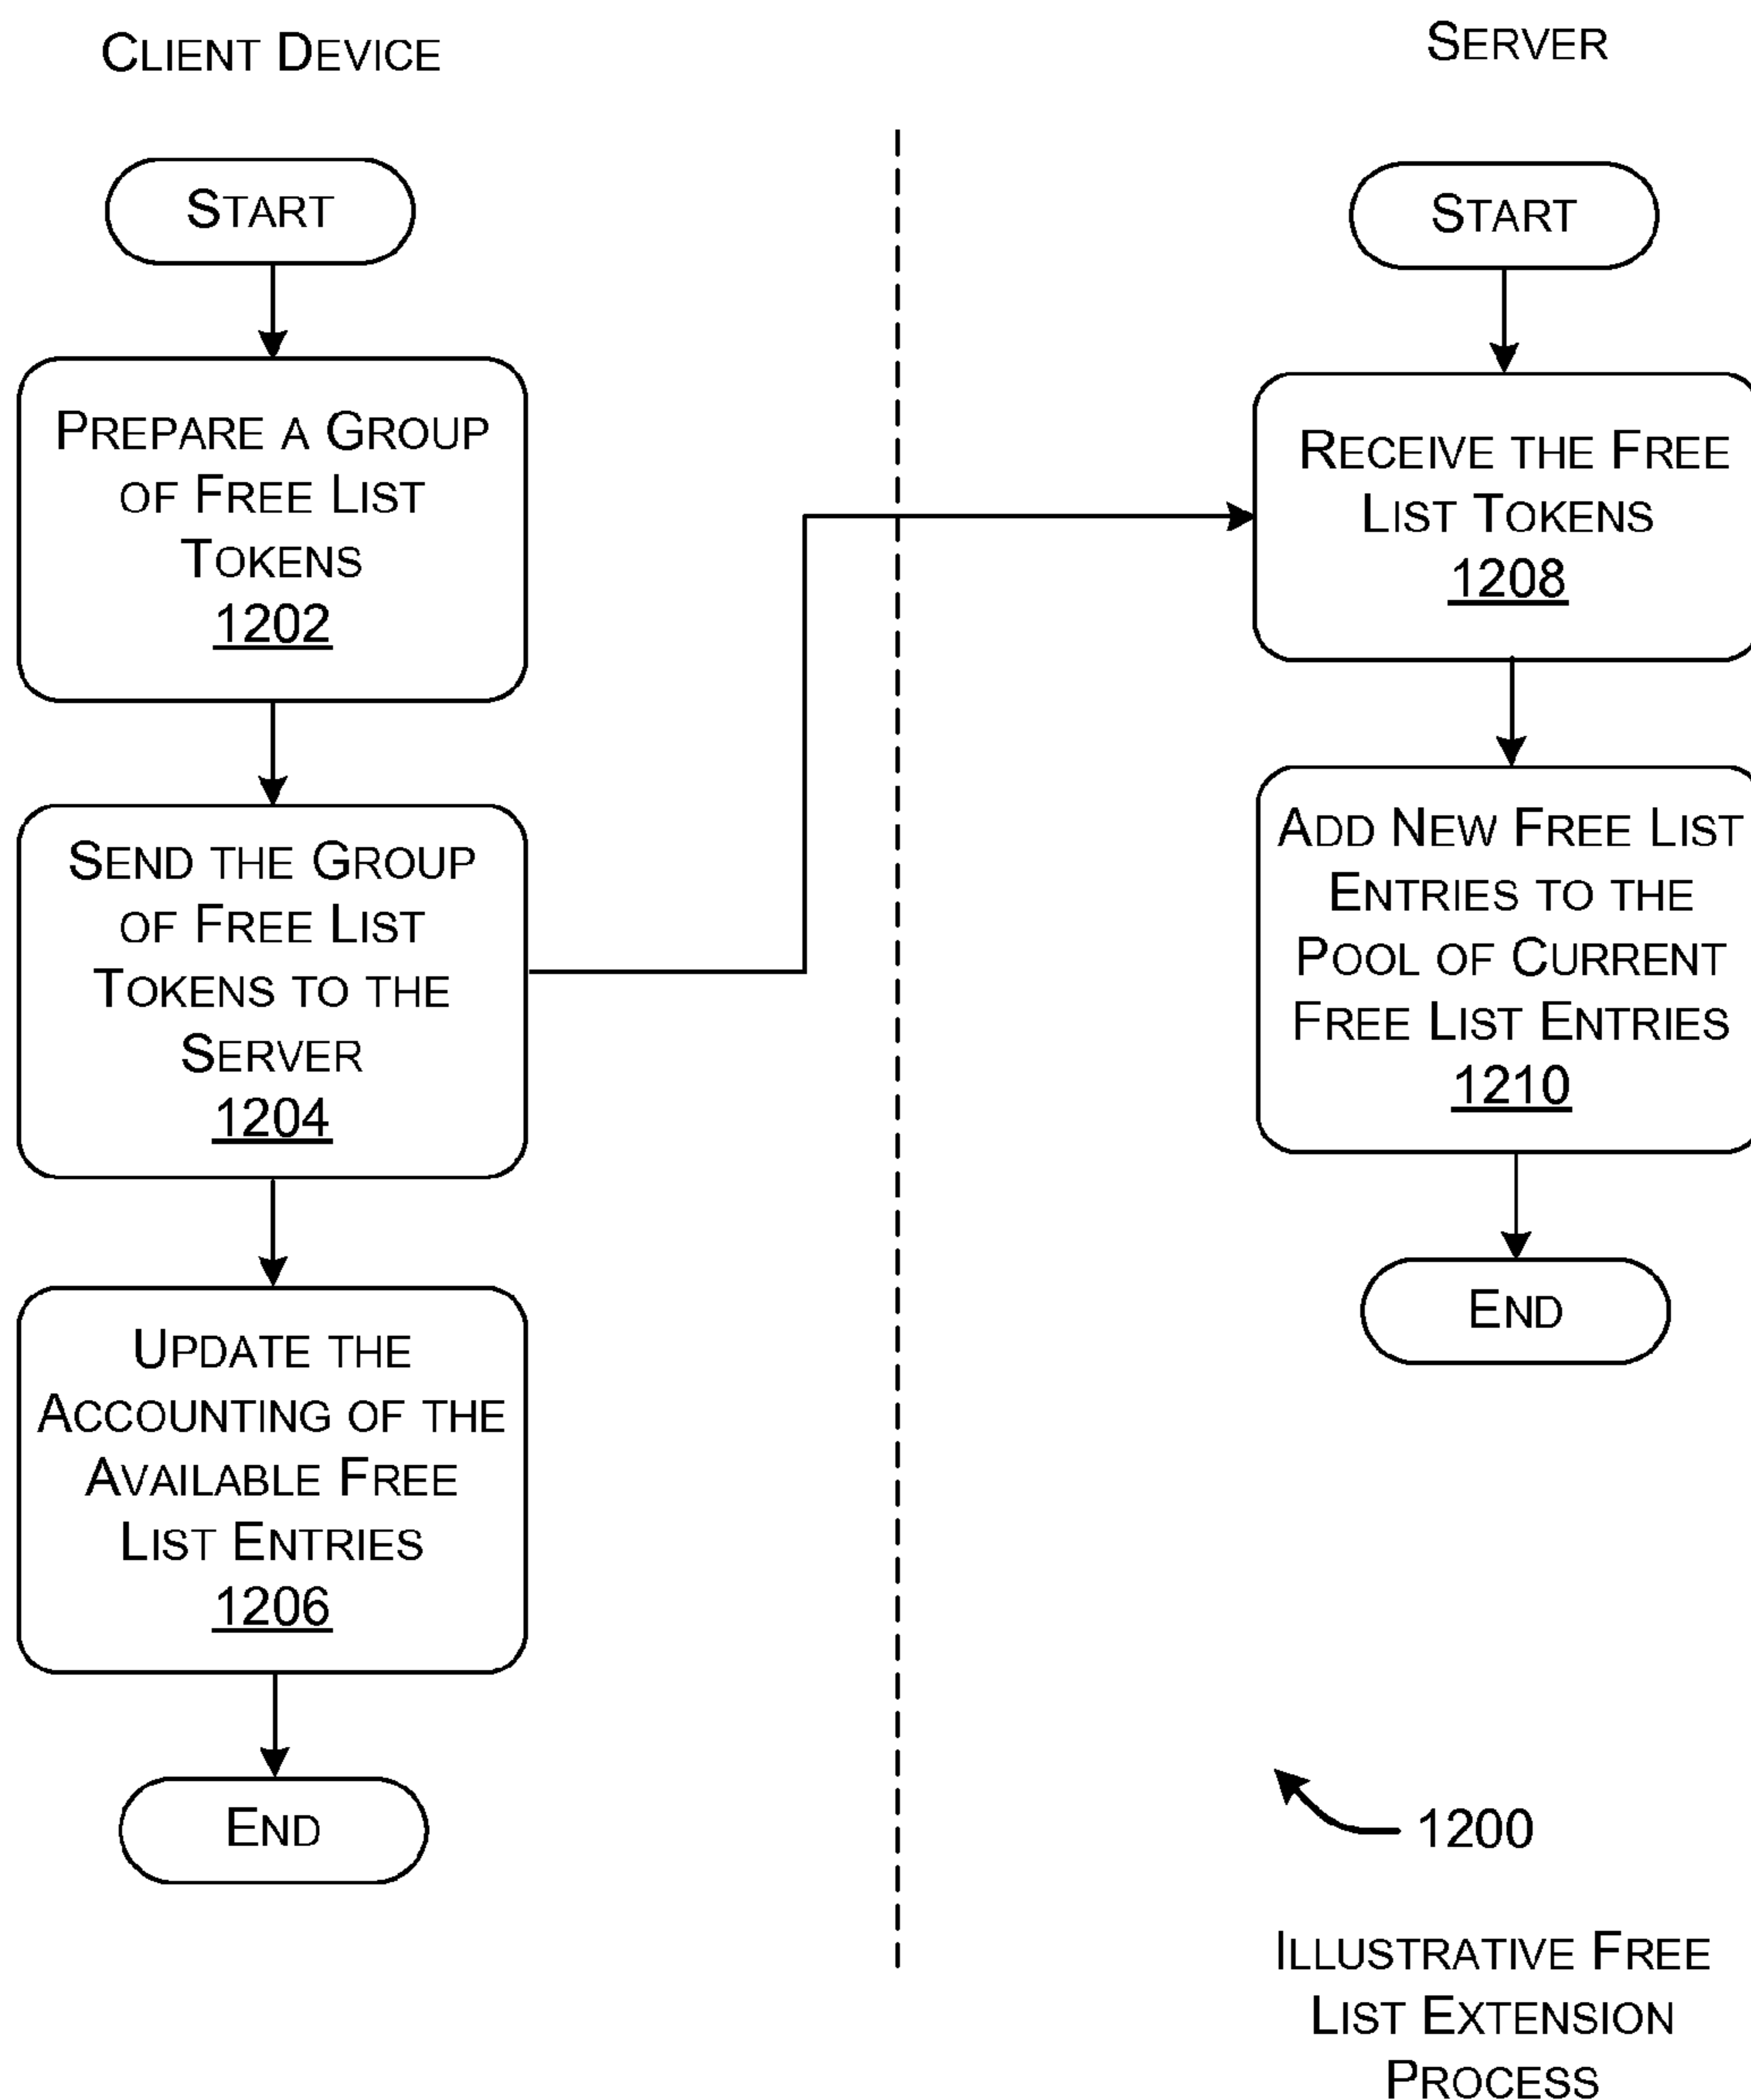 CLIENT DEVICE
START
PREPARE A GROUP
OF FREE LIST
TOKENS
1202
SEND THE GROUP
OF FREE LIST
TOKENS TO THE
SERVER
1204
UPDATE THE
ACCOUNTING OF THE
AVAILABLE FREE
LIST ENTRIES
1206
END
SERVER
START
RECEIVE THE FREE
LIST TOKENS
1208
ADD NEW FREE LIST
ENTRIES TO THE
POOL OF CURRENT
FREE LIST ENTRIES
1210
END
1200
ILLUSTRATIVE FREE
LIST EXTENSION
PROCESS